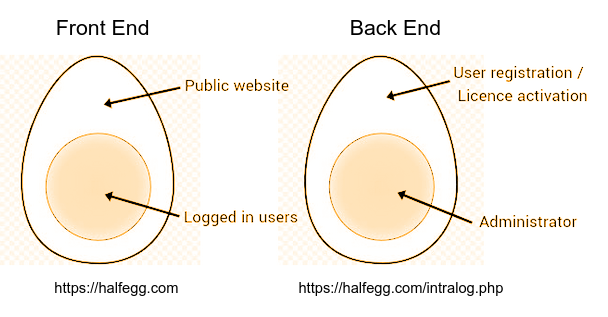 Front End
Back End
Public website
User registration /
Licence activation
Logged in users
Administrator
https://halfegg.com
https://halfegg.com/intralog.php